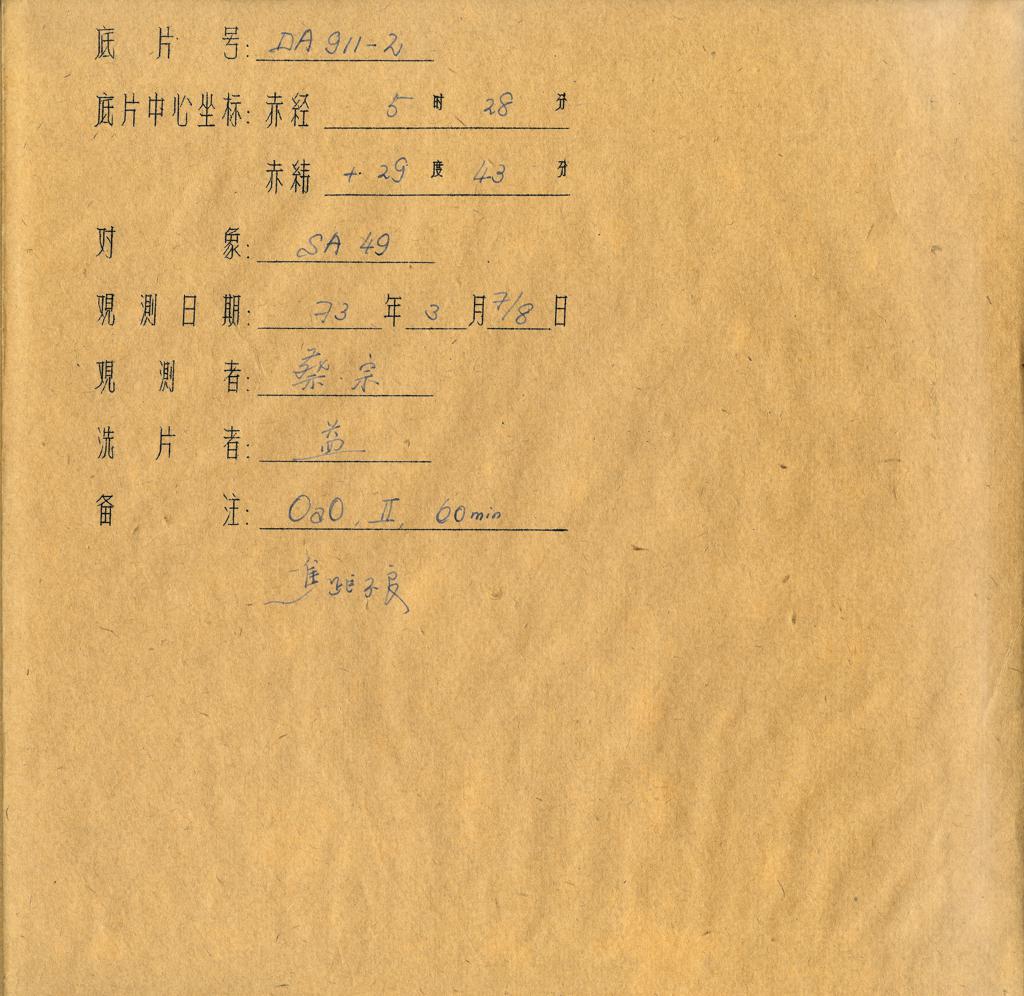 底片号: DA 911-2
底片中心坐标: 赤经 5 时 28 分
赤纬 + 29 度 43 分
对象: SA 49
观测日期: 73 年 3 月 7/8 日
观测者: 蔡 宗
洗片者: 益
备注: OaO, II, 60min
焦距不良